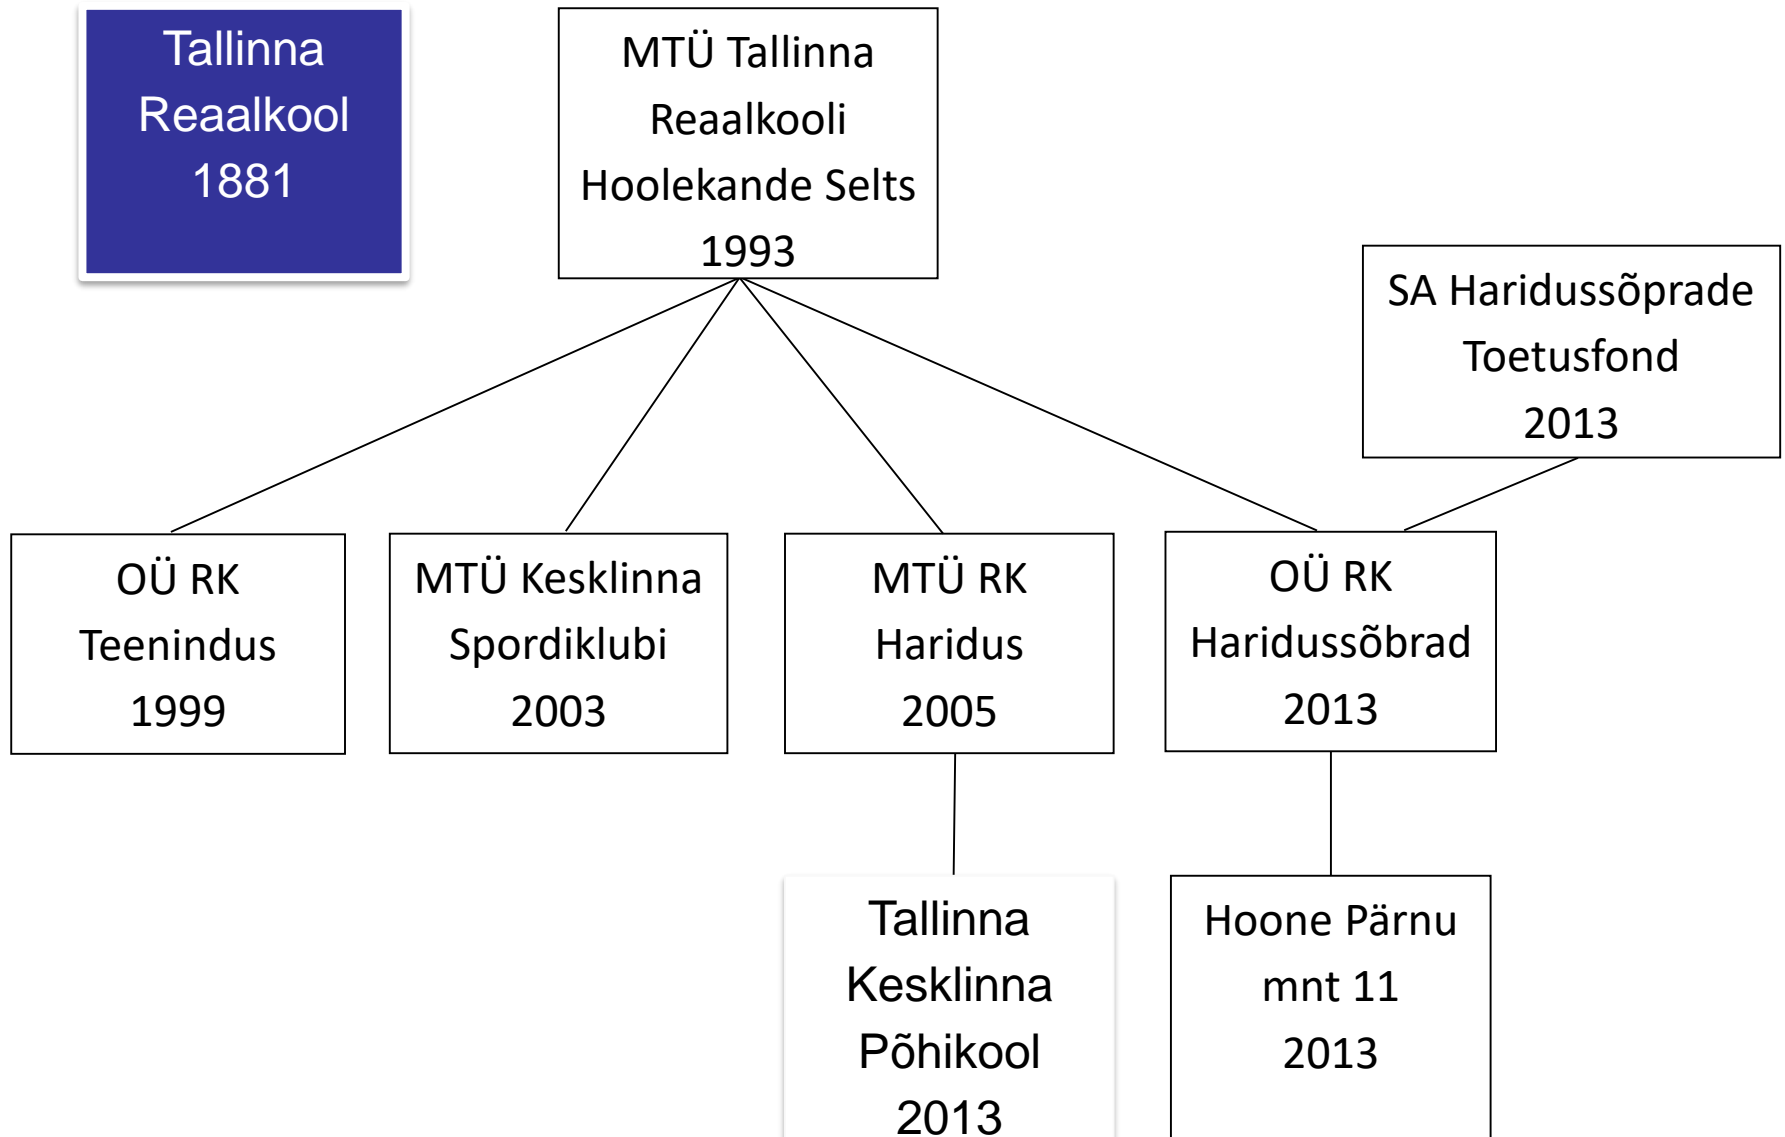 Tallinna
Reaalkool
1881
MTÜ Tallinna
Reaalkooli
Hoolekande Selts
1993
SA Haridussõprade
Toetusfond
2013
OÜ RK
Teenindus
1999
MTÜ Kesklinna
Spordiklubi
2003
MTÜ RK
Haridus
2005
OÜ RK
Haridussõbrad
2013
Tallinna
Kesklinna
Põhikool
2013
Hoone Pärnu
mnt 11
2013